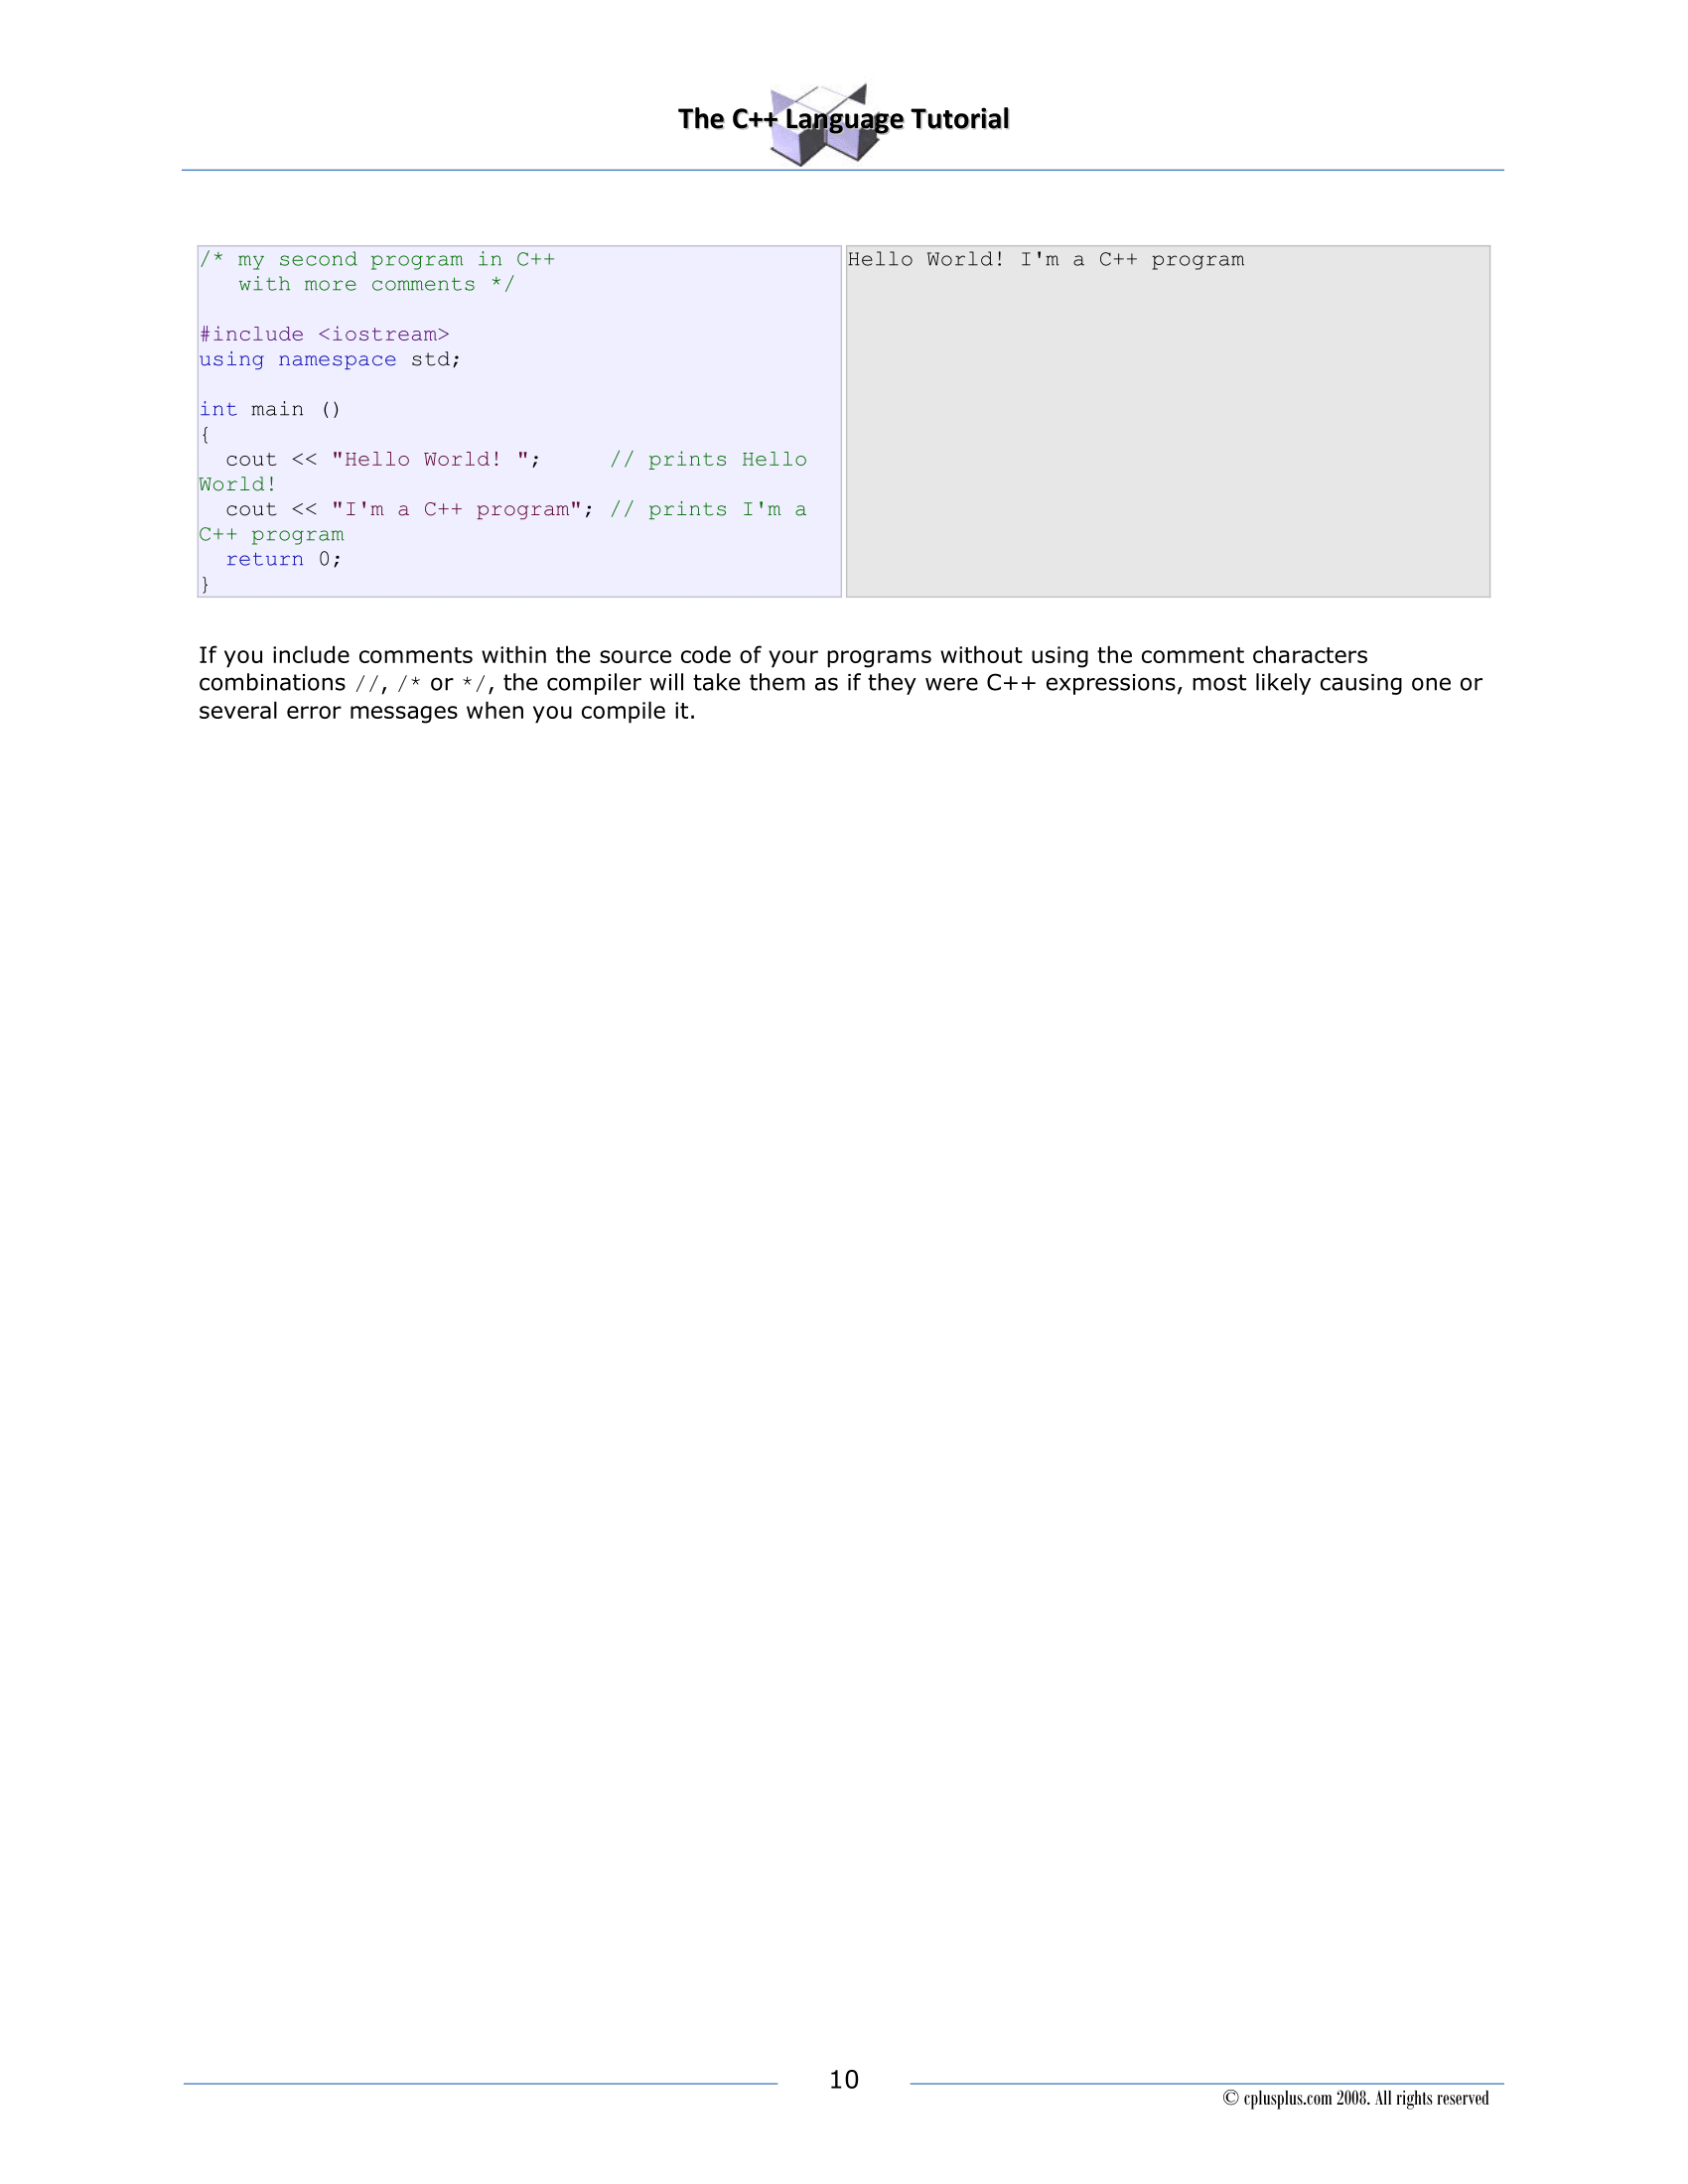 The C++ Language Tutorial
/* my second program in C++
   with more comments */

#include <iostream>
using namespace std;

int main ()
{
  cout << "Hello World! ";     // prints Hello
World!
  cout << "I'm a C++ program"; // prints I'm a
C++ program
  return 0;
}
Hello World! I'm a C++ program
If you include comments within the source code of your programs without using the comment characters
combinations //, /* or */, the compiler will take them as if they were C++ expressions, most likely causing one or
several error messages when you compile it.
10
© cplusplus.com 2008. All rights reserved